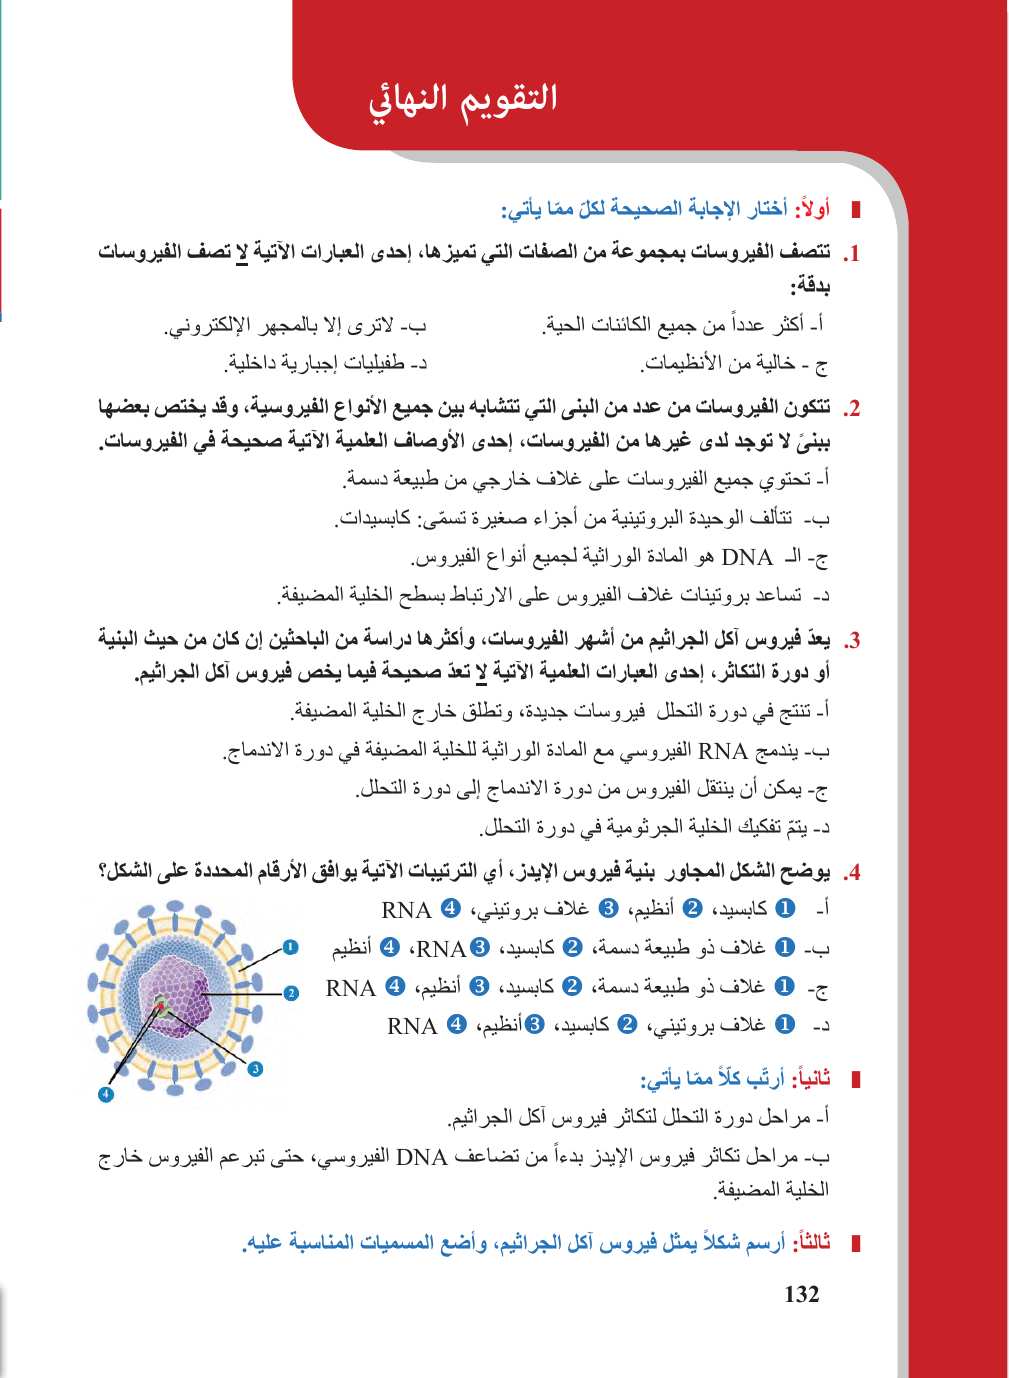 التقويم النهائي
أولاً: أختار الإجابة الصحيحة لكلّ ممّا يأتي:
1. تتصف الفيروسات بمجموعة من الصفات التي تميزها، إحدى العبارات الآتية لا تصف الفيروسات
بدقة:
أ- أكثر عدداً من جميع الكائنات الحية. ب- لاترى إلا بالمجهر الإلكتروني.
ج - خالية من الأنظيمات. د- طفيليات إجبارية داخلية.
2. تتكون الفيروسات من عدد من البنى التي تتشابه بين جميع الأنواع الفيروسية، وقد يختص بعضها
ببنىً لا توجد لدى غيرها من الفيروسات، إحدى الأوصاف العلمية الآتية صحيحة في الفيروسات.
أ- تحتوي جميع الفيروسات على غلاف خارجي من طبيعة دسمة.
ب- تتألف الوحيدة البروتينية من أجزاء صغيرة تسمّى: كابسيدات.
ج- الـ DNA هو المادة الوراثية لجميع أنواع الفيروس.
د- تساعد بروتينات غلاف الفيروس على الارتباط بسطح الخلية المضيفة.
3. يعدّ فيروس آكل الجراثيم من أشهر الفيروسات، وأكثرها دراسة من الباحثين إن كان من حيث البنية
أو دورة التكاثر، إحدى العبارات العلمية الآتية لا تعدّ صحيحة فيما يخص فيروس آكل الجراثيم.
أ- تنتج في دورة التحلل فيروسات جديدة، وتطلق خارج الخلية المضيفة.
ب- يندمج RNA الفيروسي مع المادة الوراثية للخلية المضيفة في دورة الاندماج.
ج- يمكن أن ينتقل الفيروس من دورة الاندماج إلى دورة التحلل.
د- يتمّ تفكيك الخلية الجرثومية في دورة التحلل.
4. يوضح الشكل المجاور بنية فيروس الإيدز، أي الترتيبات الآتية يوافق الأرقام المحددة على الشكل؟
أ- 1 كابسيد، 2 أنظيم، 3 غلاف بروتيني، 4 RNA
ب- 1 غلاف ذو طبيعة دسمة، 2 كابسيد، 3 RNA، 4 أنظيم
ج- 1 غلاف ذو طبيعة دسمة، 2 كابسيد، 3 أنظيم، 4 RNA
د- 1 غلاف بروتيني، 2 كابسيد، 3 أنظيم، 4 RNA
1
2
3
4
ثانياً: أرتّب كلّاً ممّا يأتي:
أ- مراحل دورة التحلل لتكاثر فيروس آكل الجراثيم.
ب- مراحل تكاثر فيروس الإيدز بدءاً من تضاعف DNA الفيروسي، حتى تبرعم الفيروس خارج
الخلية المضيفة.
ثالثاً: أرسم شكلاً يمثل فيروس آكل الجراثيم، وأضع المسميات المناسبة عليه.
132